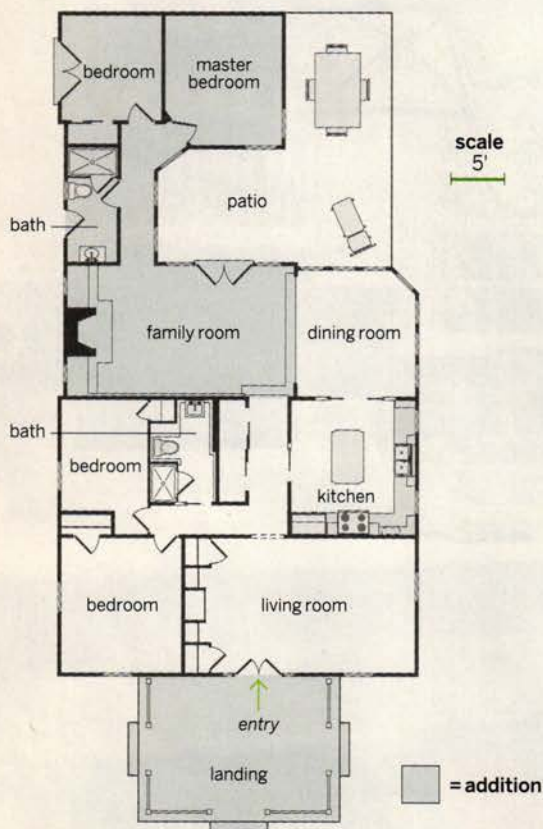 bedroom
master
bedroom
scale
5'
patio
bath
family room
dining room
bath
bedroom
kitchen
bedroom
living room
entry
landing
= addition